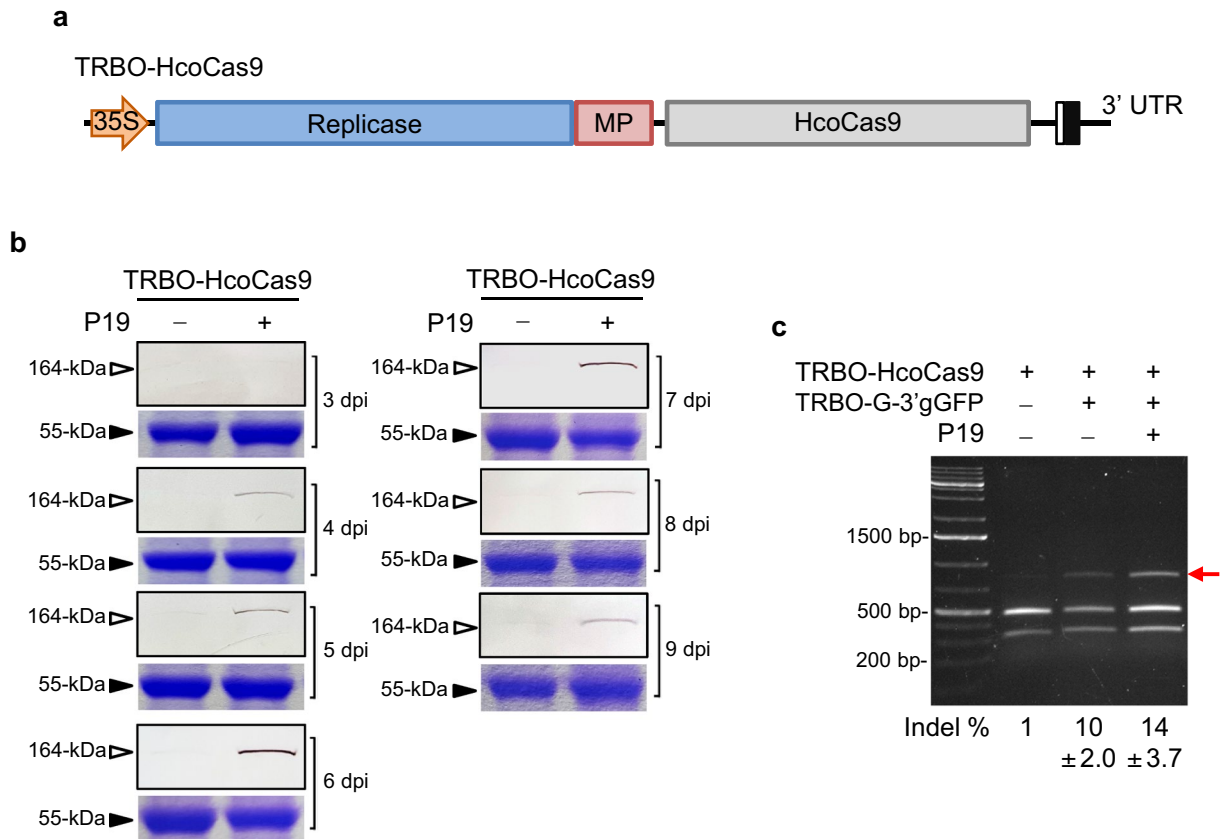 a
TRBO-HcoCas9
35S
Replicase
MP
HcoCas9
3’ UTR
b
TRBO-HcoCas9
P19 – +
164-kDa
3 dpi
55-kDa
164-kDa
4 dpi
55-kDa
164-kDa
5 dpi
55-kDa
164-kDa
6 dpi
55-kDa
TRBO-HcoCas9
P19 – +
164-kDa
7 dpi
55-kDa
164-kDa
8 dpi
55-kDa
164-kDa
9 dpi
55-kDa
c
TRBO-HcoCas9 + + +
TRBO-G-3’gGFP – + +
P19 – – +
1500 bp-
500 bp-
200 bp-
Indel % 1 10 14
±2.0 ±3.7